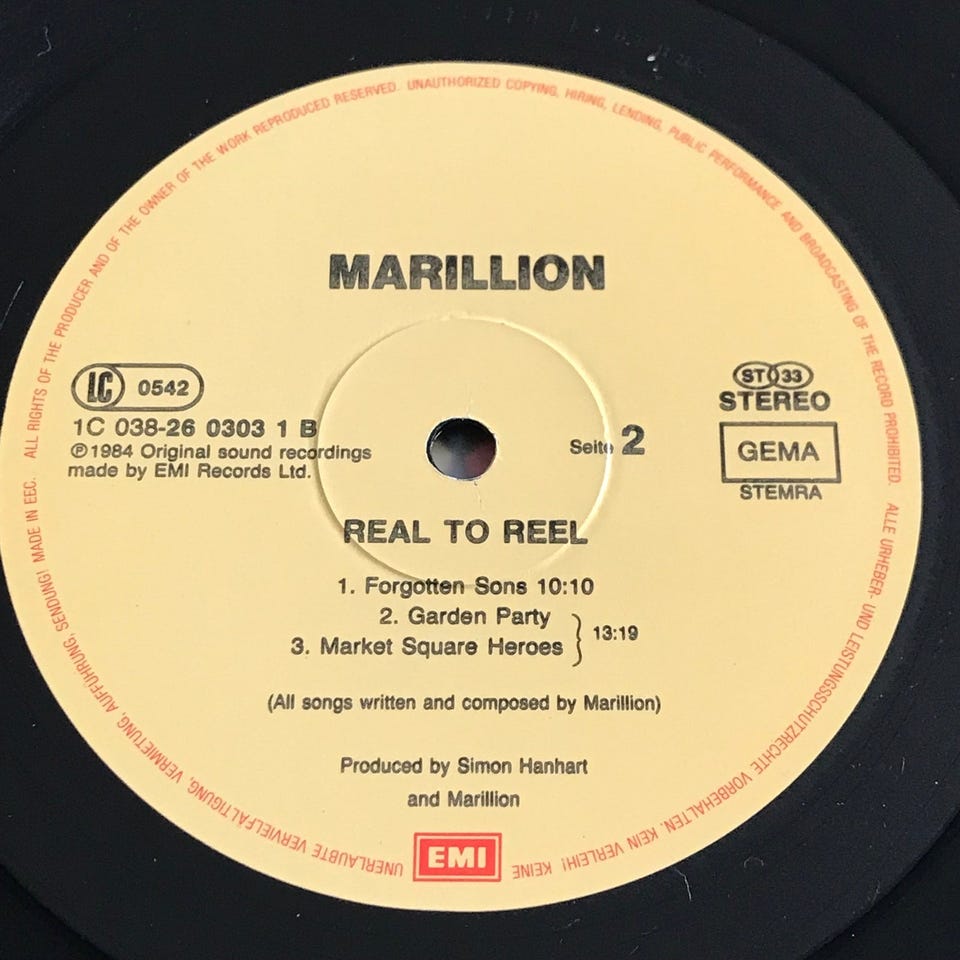 MARILLION
LC 0542
1C 038-26 0303 1 B
℗ 1984 Original sound recordings
made by EMI Records Ltd.
Seite 2
ST 33
STEREO
GEMA
STEMRA
REAL TO REEL
1. Forgotten Sons 10:10
2. Garden Party
3. Market Square Heroes } 13:19
(All songs written and composed by Marillion)
Produced by Simon Hanhart
and Marillion
EMI
ALL RIGHTS OF THE PRODUCER AND OF THE OWNER OF THE WORK REPRODUCED RESERVED. UNAUTHORIZED COPYING, HIRING, LENDING, PUBLIC PERFORMANCE AND BROADCASTING OF THE RECORD PROHIBITED. ALLE URHEBER- UND LEISTUNGSSCHUTZRECHTE VORBEHALTEN. KEIN VERLEIH! KEINE UNERLAUBTE VERVIELFÄLTIGUNG, VERMIETUNG, AUFFÜHRUNG, SENDUNG! MADE IN EEC.